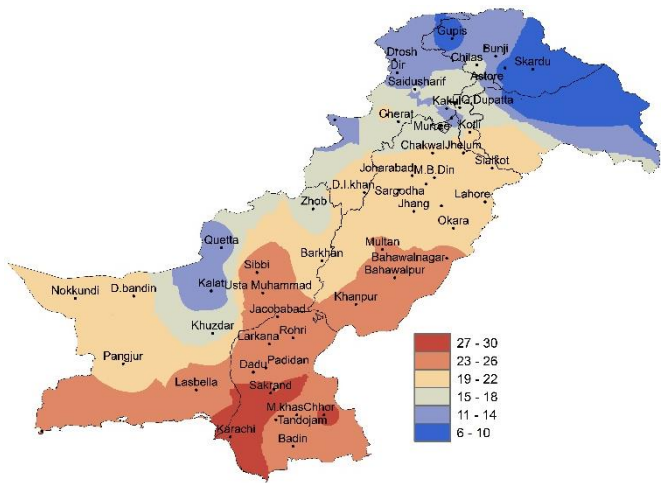 Gupis
Drosh
Dir
Bunji
Chilas
Skardu
Astore
Saidusharif
Kakul
G.Dupatta
Cherat
Murree
Kotli
Chakwal
Jhelum
Sialkot
Joharabad
M.B.Din
D.I.khan
Sargodha
Lahore
Zhob
Jhang
Okara
Quetta
Multan
Sibbi
Barkhan
Bahawalnagar
Bahawalpur
Kalat
Usta Muhammad
Nokkundi
D.bandin
Khanpur
Jacobabad
Khuzdar
Rohri
Larkana
Panjgur
Dadu
Padidan
Lasbella
Sakrand
M.khas
Chhor
Tandojam
Karachi
Badin
27 - 30
23 - 26
19 - 22
15 - 18
11 - 14
6 - 10